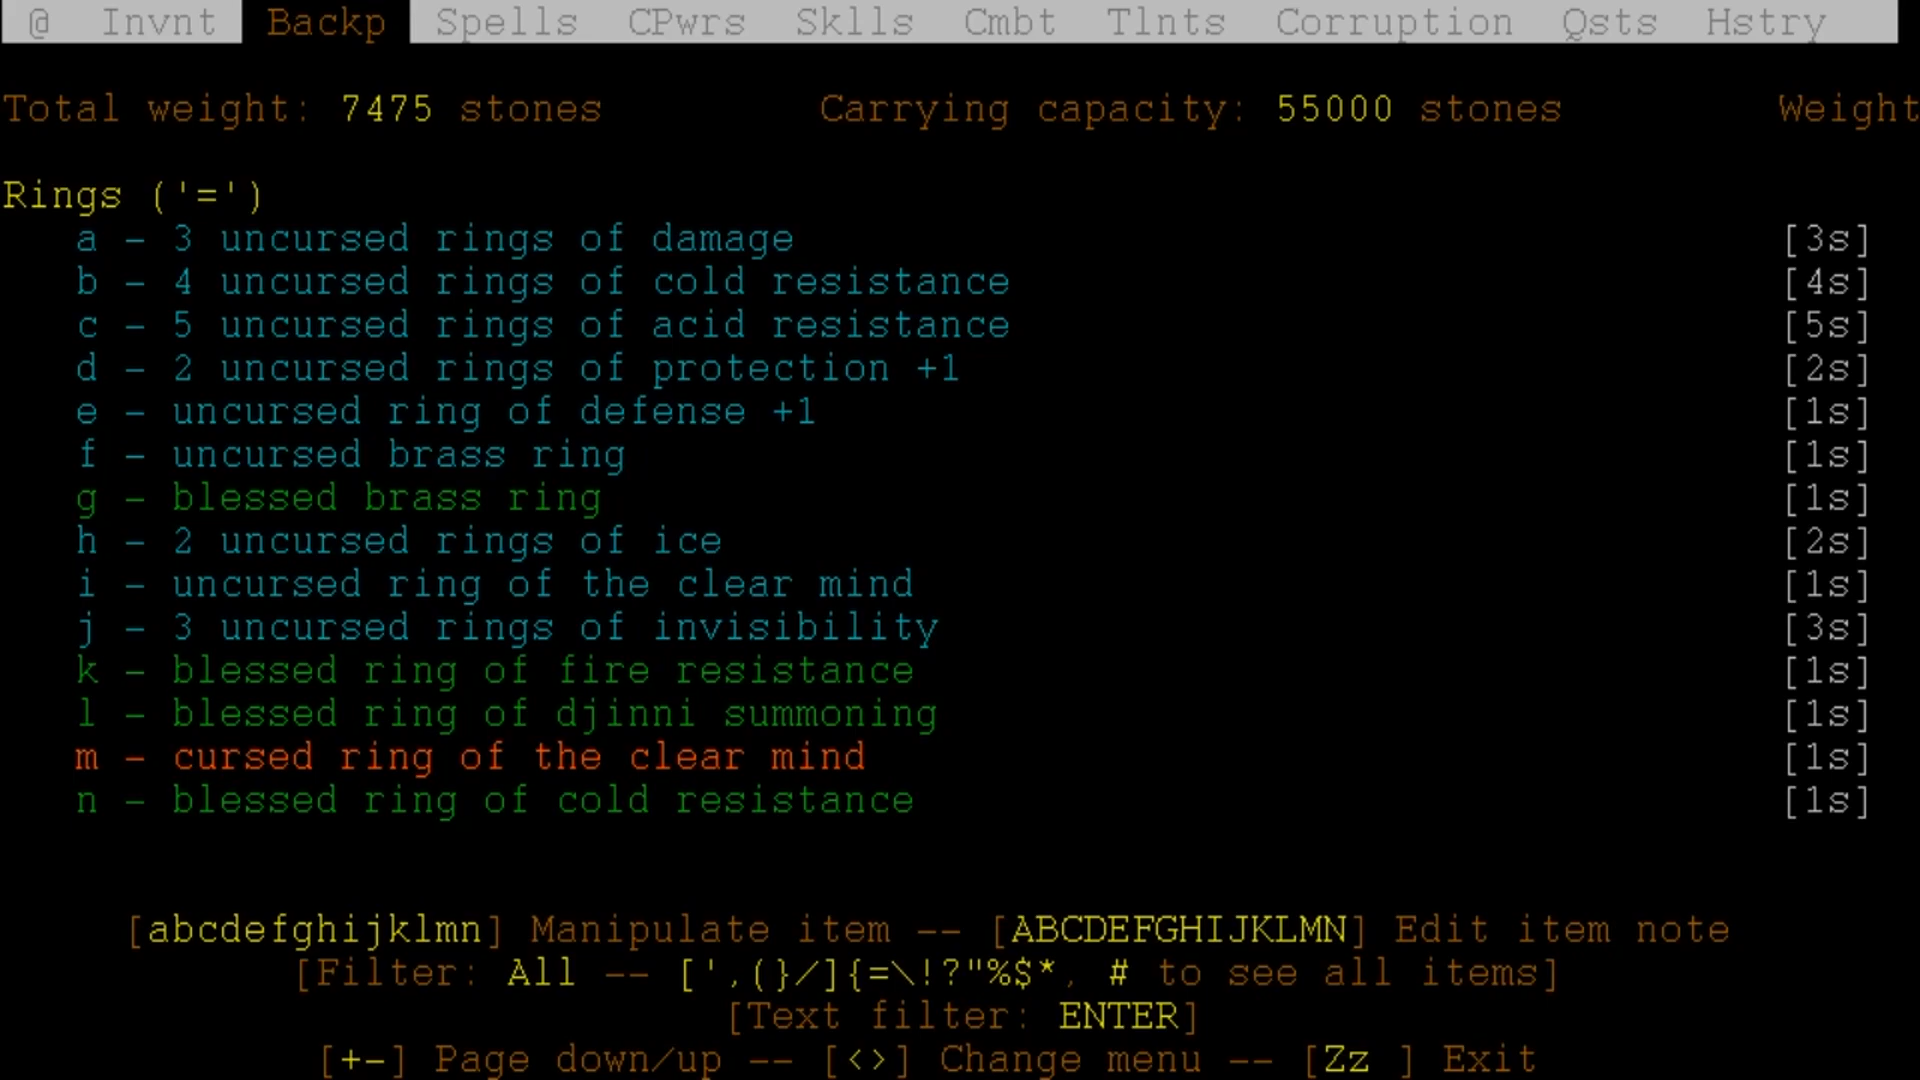 @ Invnt Backp Spells CPwrs Sklls Cmbt Tlnts Corruption Qsts Hstry
Total weight: 7475 stones Carrying capacity: 55000 stones Weight
Rings ('=')
a - 3 uncursed rings of damage [3s]
b - 4 uncursed rings of cold resistance [4s]
c - 5 uncursed rings of acid resistance [5s]
d - 2 uncursed rings of protection +1 [2s]
e - uncursed ring of defense +1 [1s]
f - uncursed brass ring [1s]
g - blessed brass ring [1s]
h - 2 uncursed rings of ice [2s]
i - uncursed ring of the clear mind [1s]
j - 3 uncursed rings of invisibility [3s]
k - blessed ring of fire resistance [1s]
l - blessed ring of djinni summoning [1s]
m - cursed ring of the clear mind [1s]
n - blessed ring of cold resistance [1s]
[abcdefghijklmn] Manipulate item -- [ABCDEFGHIJKLMN] Edit item note
[Filter: All -- [',(}/]{=\!?"%$*, # to see all items]
[Text filter: ENTER]
[+-] Page down/up -- [<>] Change menu -- [Zz ] Exit